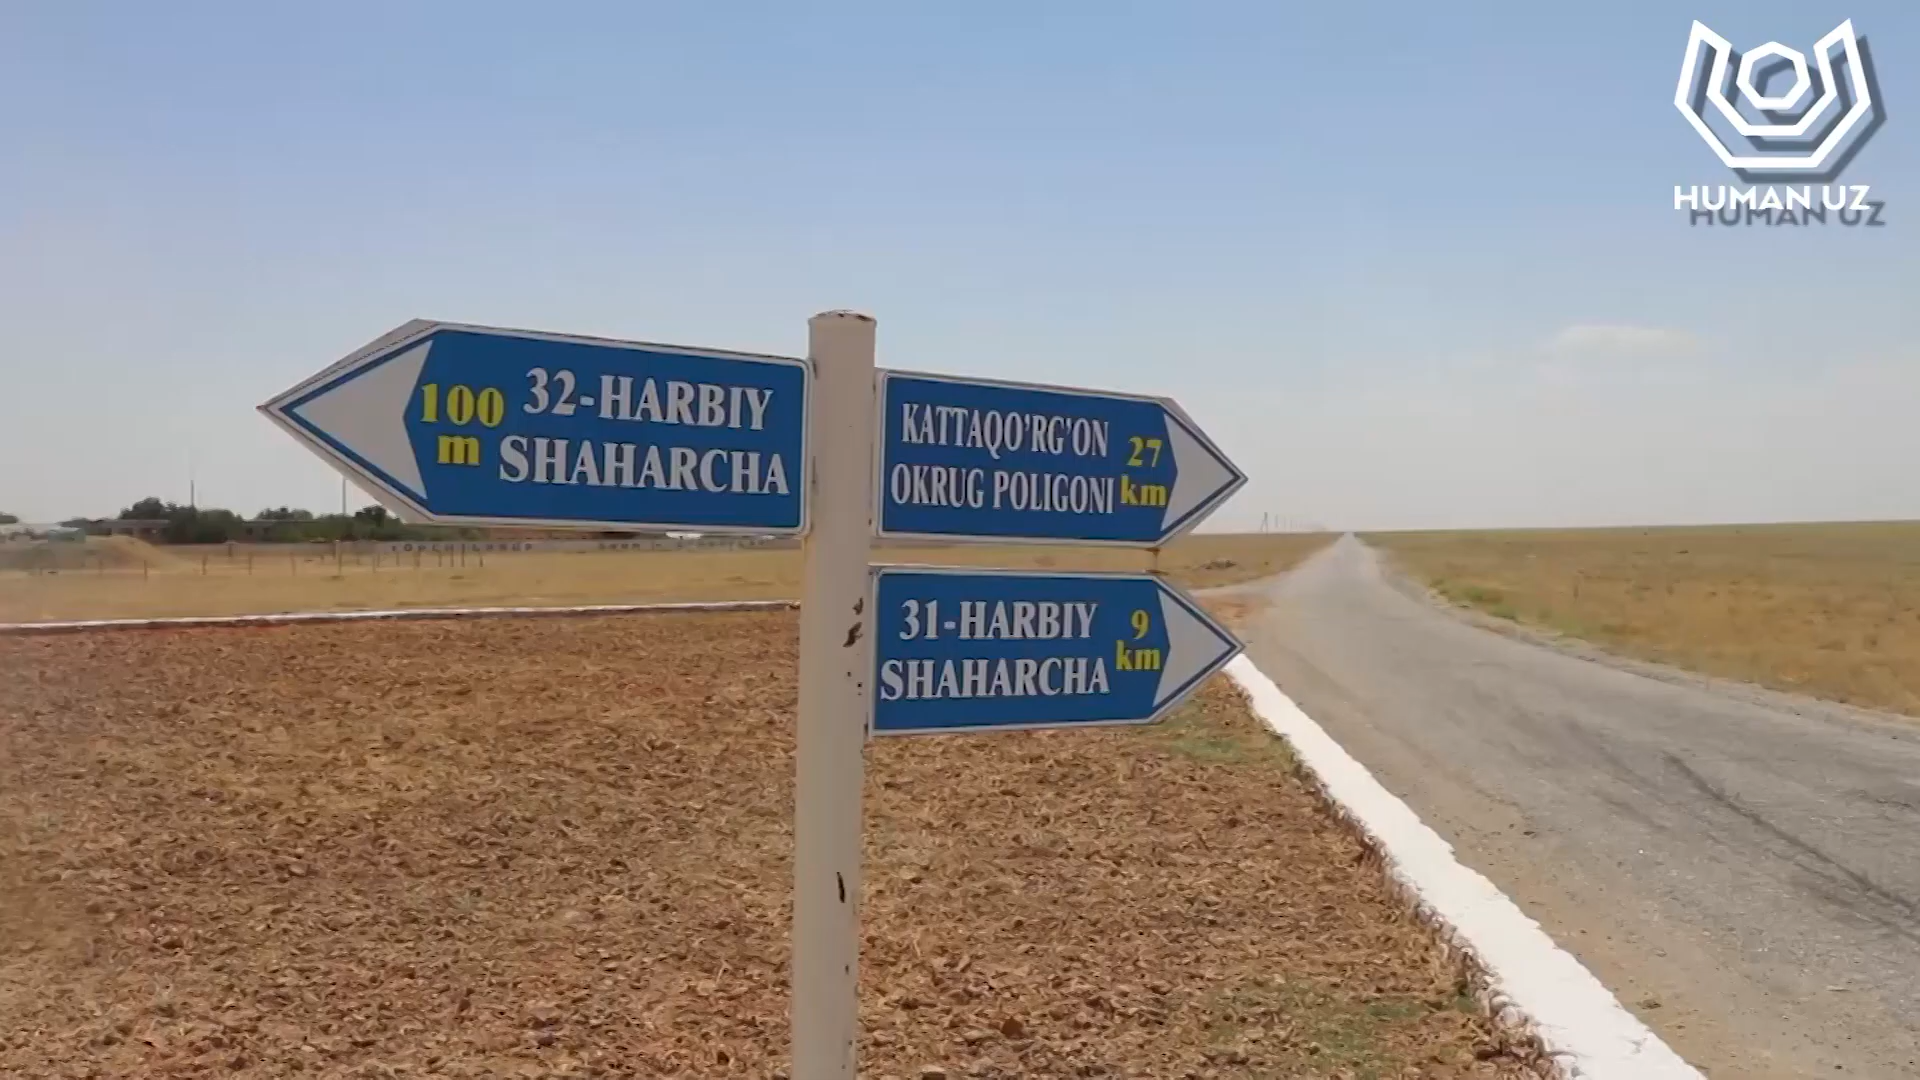 HUMAN UZ
100 m
32-HARBIY
SHAHARCHA
KATTAQO'RG'ON
OKRUG POLIGONI
27 km
31-HARBIY
SHAHARCHA
9 km